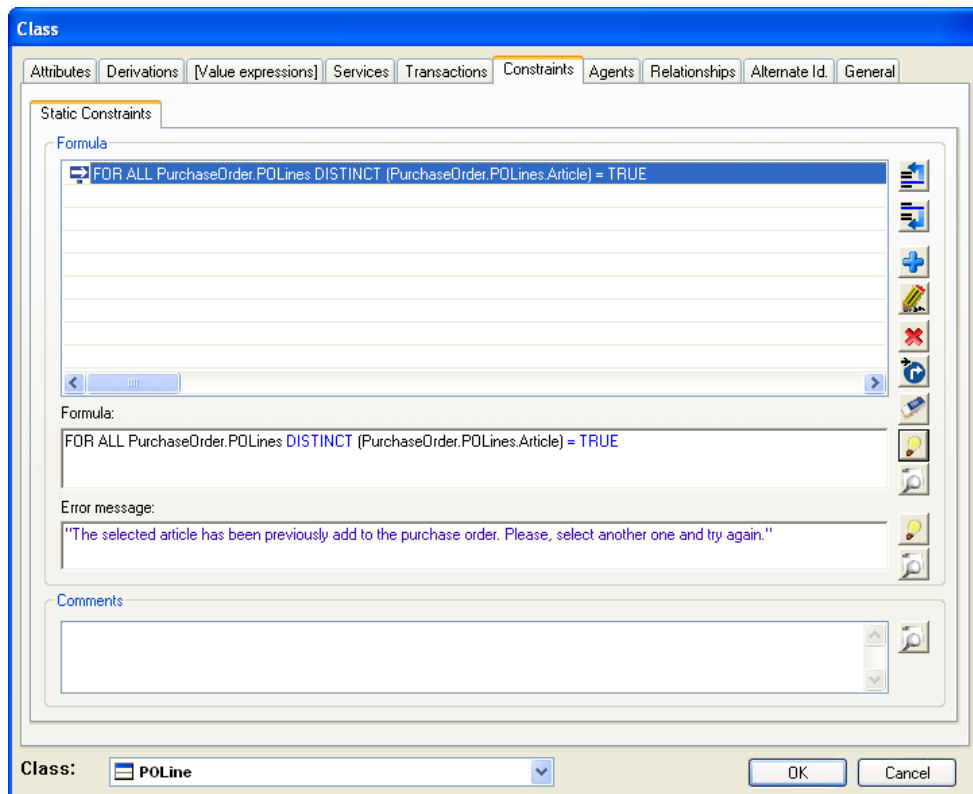 Class
Attributes Derivations [Value expressions] Services Transactions Constraints Agents Relationships Alternate Id. General
Static Constraints
Formula
FOR ALL PurchaseOrder.POLines DISTINCT (PurchaseOrder.POLines.Article) = TRUE
Formula:
FOR ALL PurchaseOrder.POLines DISTINCT (PurchaseOrder.POLines.Article) = TRUE
Error message:
"The selected article has been previously add to the purchase order. Please, select another one and try again."
Comments
Class: POLine OK Cancel